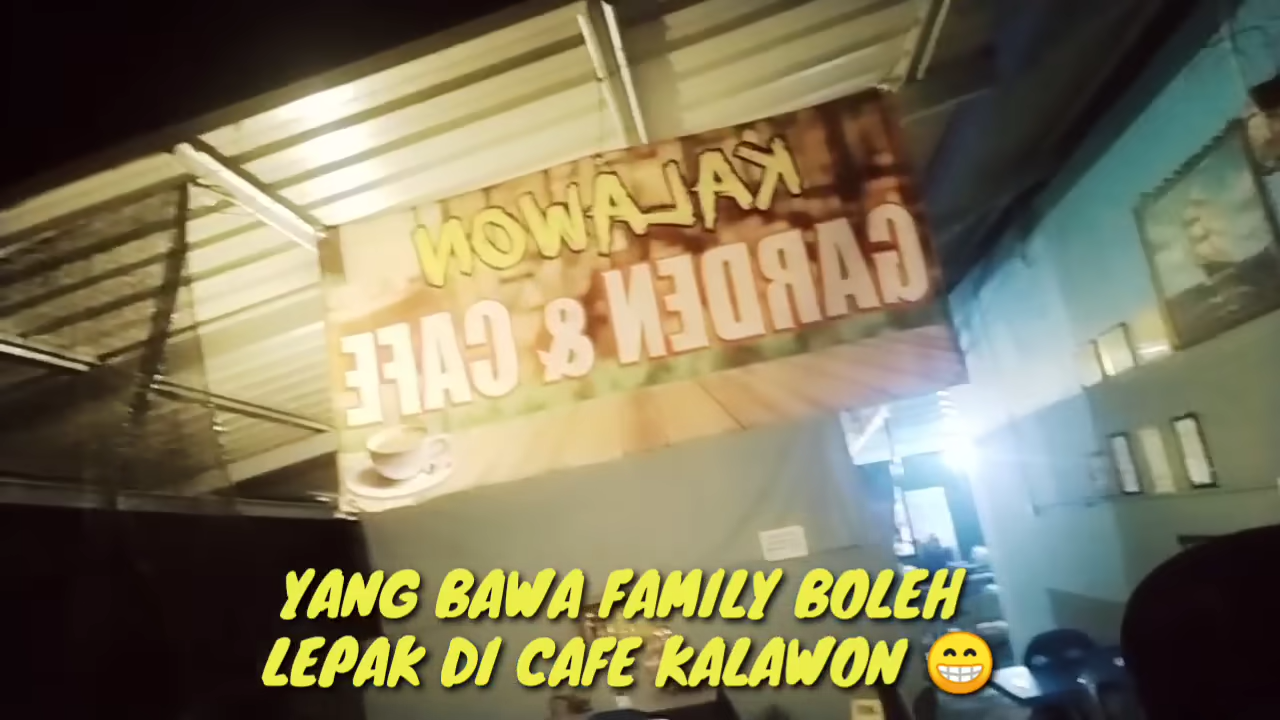 KALAWON
GARDEN & CAFE
YANG BAWA FAMILY BOLEH
LEPAK DI CAFE KALAWON 😁